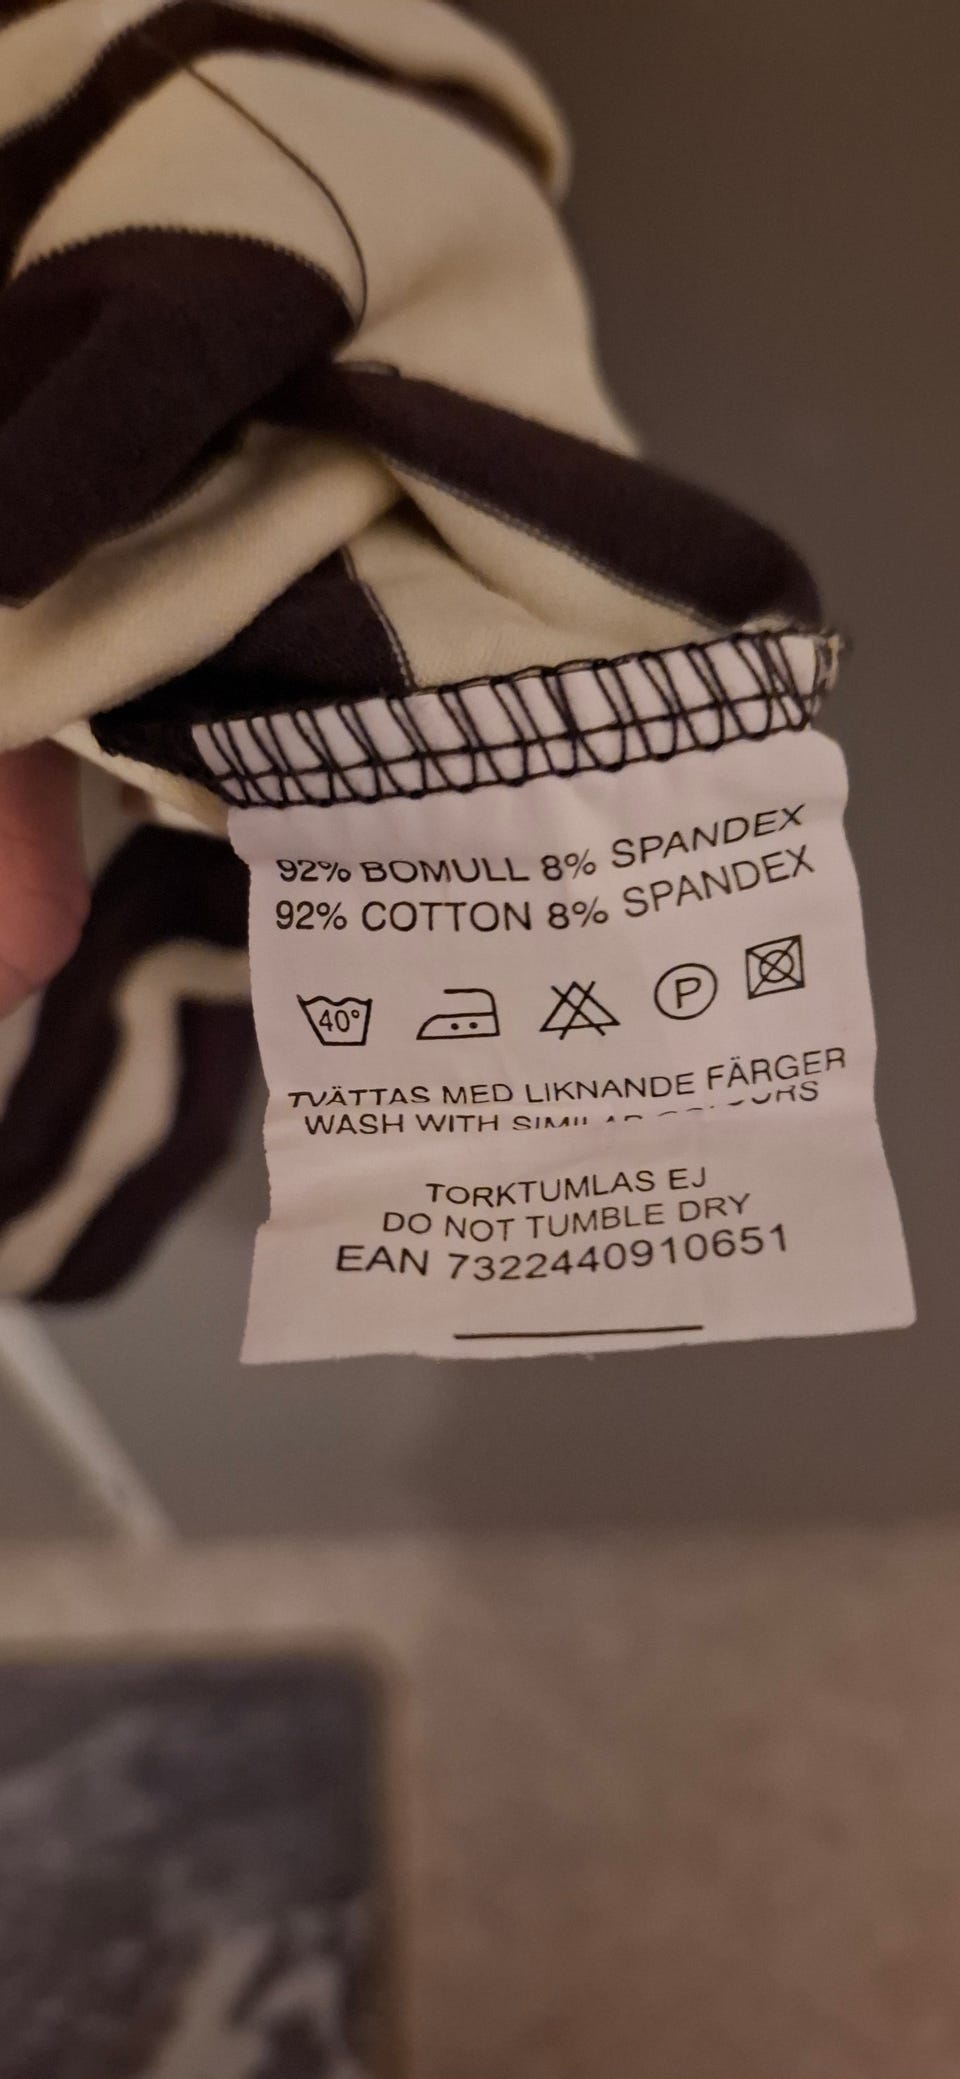 92% BOMULL 8% SPANDEX
92% COTTON 8% SPANDEX
40° P
TVÄTTAS MED LIKNANDE FÄRGER
WASH WITH
TORKTUMLAS EJ
DO NOT TUMBLE DRY
EAN 7322440910651